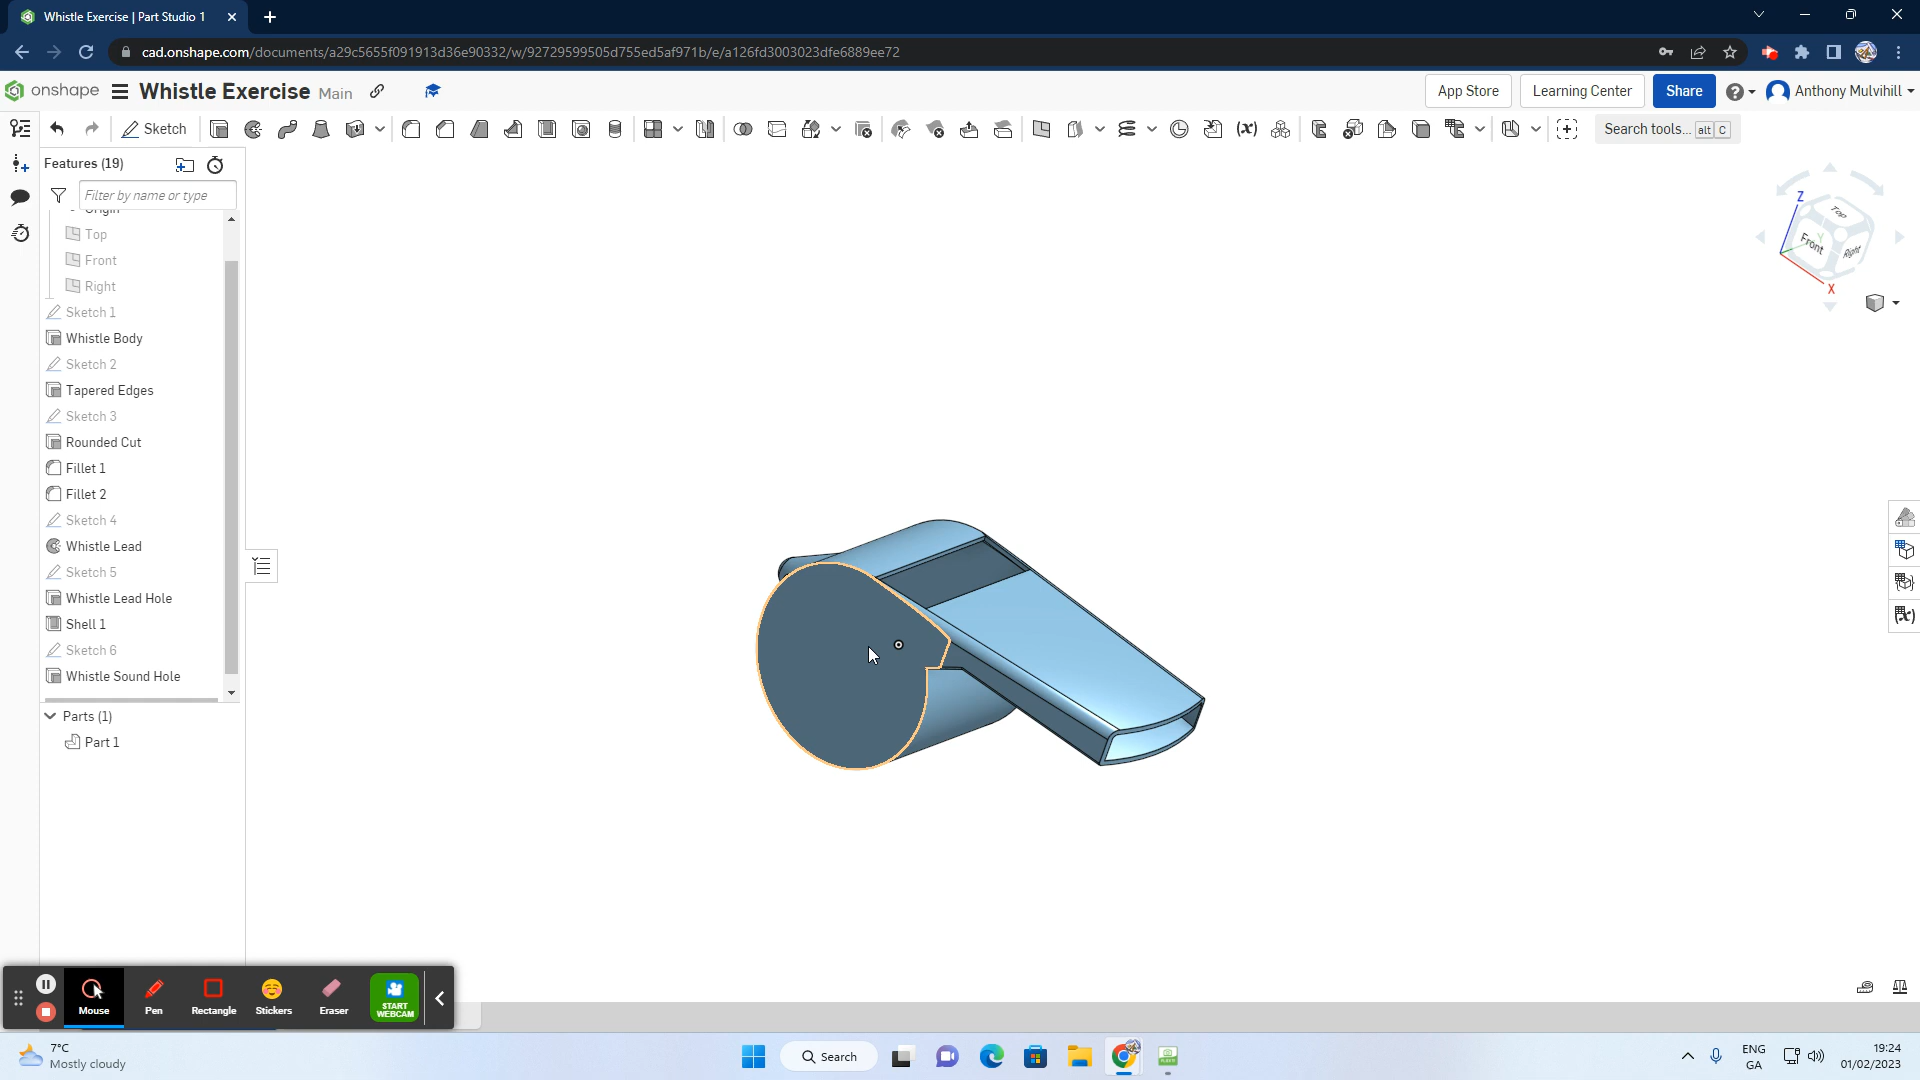 Whistle Exercise | Part Studio 1
cad.onshape.com/documents/a29c5655f091913d36e90332/w/92729599505d755ed5af971b/e/a126fd3003023dfe6889ee72
onshape
Whistle Exercise Main
App Store
Learning Center
Share
Anthony Mulvihill
Sketch
Search tools... alt C
Features (19)
Filter by name or type
Origin
Top
Front
Right
Sketch 1
Whistle Body
Sketch 2
Tapered Edges
Sketch 3
Rounded Cut
Fillet 1
Fillet 2
Sketch 4
Whistle Lead
Sketch 5
Whistle Lead Hole
Shell 1
Sketch 6
Whistle Sound Hole
Parts (1)
Part 1
Z
Top
Y
Front
Right
X
Mouse
Pen
Rectangle
Stickers
Eraser
START
WEBCAM
7°C
Mostly cloudy
Search
ENG
GA
19:24
01/02/2023